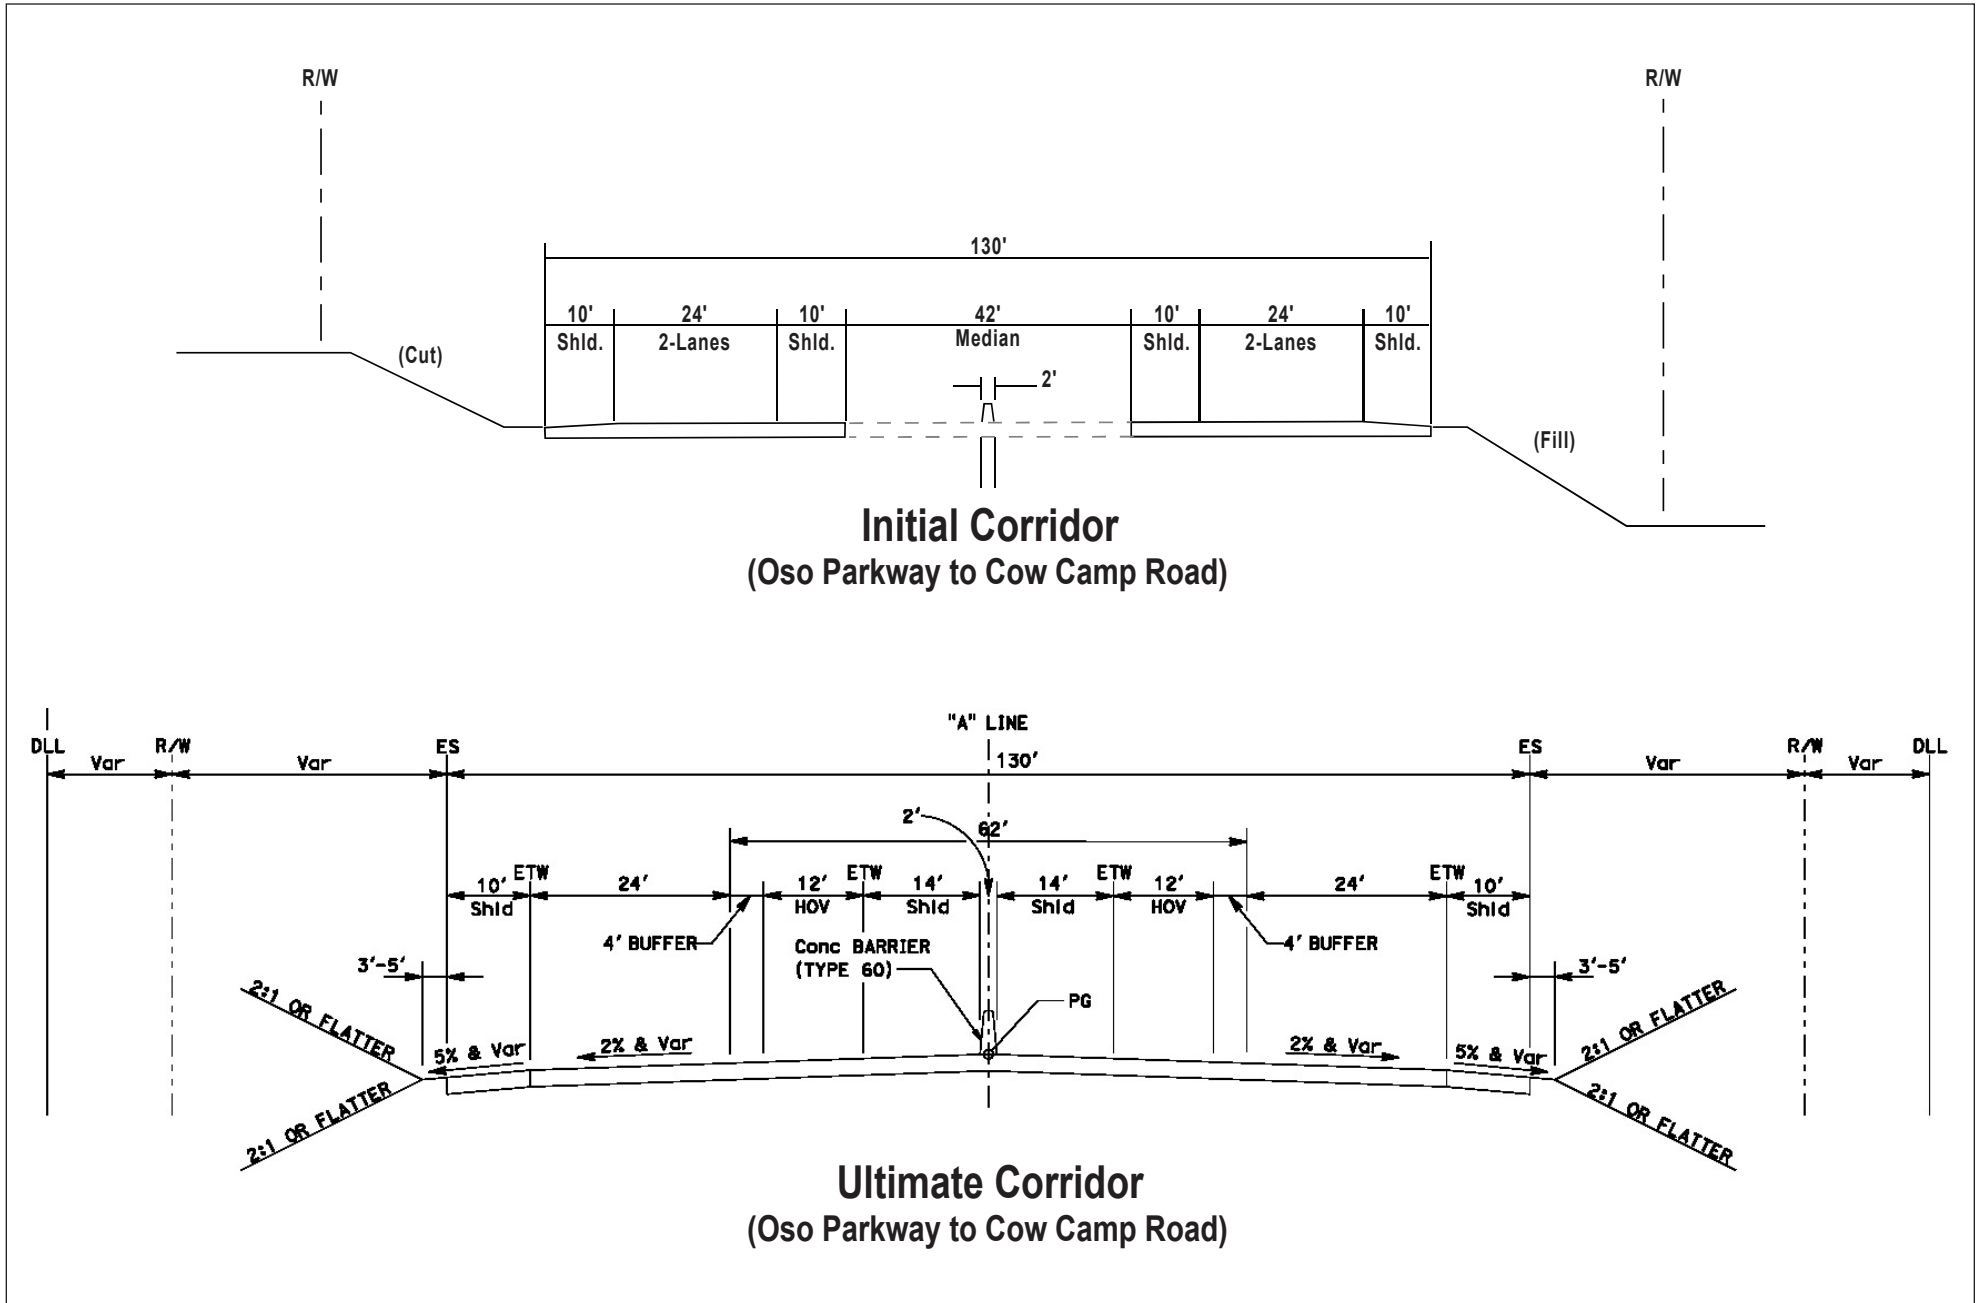 R/W R/W
130'
10' 24' 10' 42' 10' 24' 10'
Shld. 2-Lanes Shld. Median Shld. 2-Lanes Shld.
(Cut)
2'
(Fill)
Initial Corridor
(Oso Parkway to Cow Camp Road)
"A" LINE
DLL R/W ES ES R/W DLL
Var Var 130' Var Var
2' 62'
ETW ETW ETW ETW
10' 24' 12' 14' 14' 12' 24' 10'
Shld HOV Shld Shld HOV Shld
4' BUFFER Conc BARRIER 4' BUFFER
(TYPE 60)
3'-5' 3'-5'
PG
2:1 OR FLATTER 2:1 OR FLATTER
5% & Var 2% & Var 2% & Var 5% & Var
2:1 OR FLATTER 2:1 OR FLATTER
Ultimate Corridor
(Oso Parkway to Cow Camp Road)